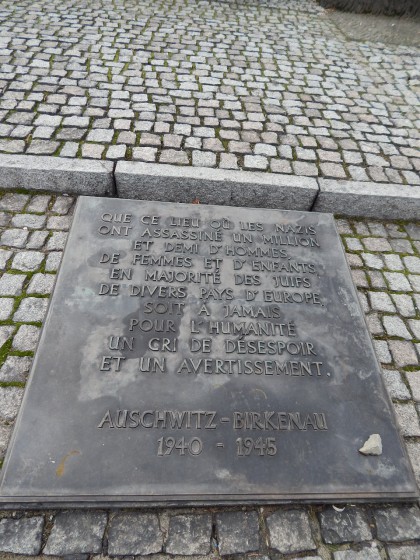 QUE CE LIEU OÙ LES NAZIS
ONT ASSASSINÉ UN MILLION
ET DEMI D'HOMMES,
DE FEMMES ET D'ENFANTS,
EN MAJORITÉ DES JUIFS
DE DIVERS PAYS D'EUROPE,
SOIT À JAMAIS
POUR L'HUMANITÉ
UN CRI DE DÉSESPOIR
ET UN AVERTISSEMENT.
AUSCHWITZ - BIRKENAU
1940 - 1945